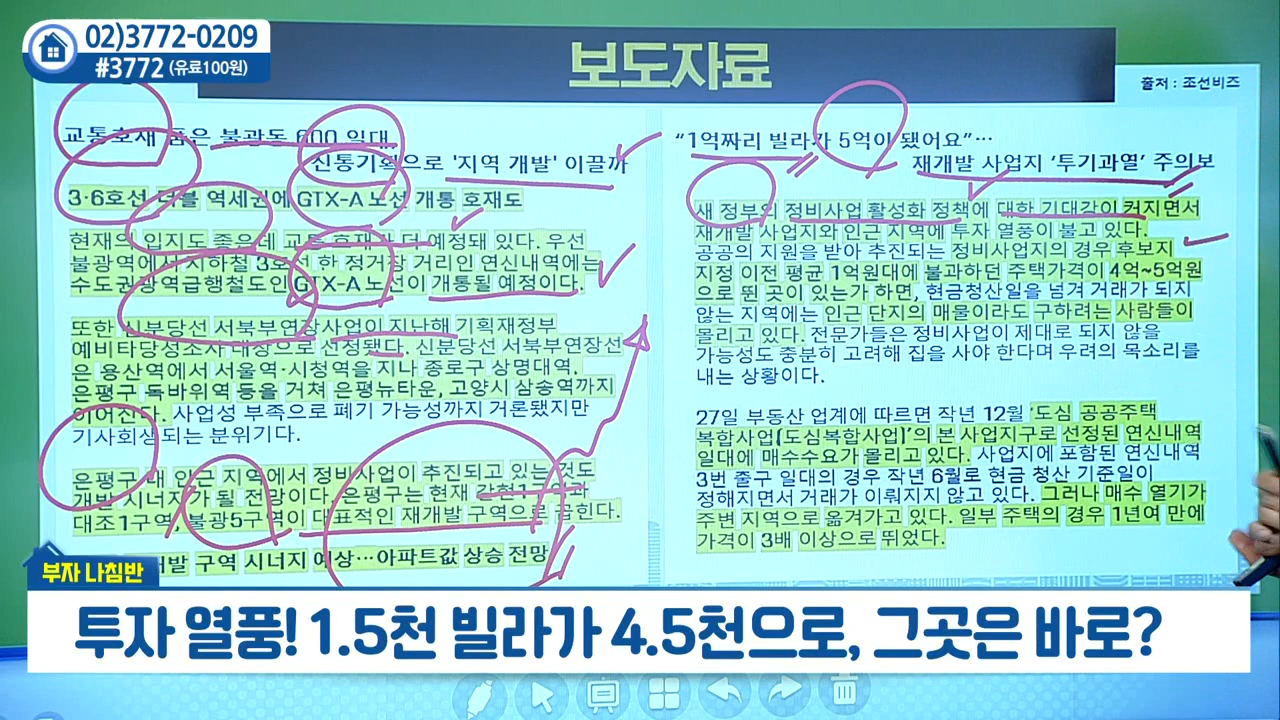 02)3772-0209
#3772 (유료100원)
보도자료
출처 : 조선비즈
교통호재 품은 불광동 600 일대,
신통기획으로 '지역 개발' 이끌까
3·6호선 더블 역세권에 GTX-A 노선 개통 호재도
현재의 입지도 좋은데 교통 호재 더 예정돼 있다. 우선
불광역에서 지하철 3호선 한 정거장 거리인 연신내역에는
수도권광역급행철도인 GTX-A 노선이 개통될 예정이다.
또한 신분당선 서북부연장사업이 지난해 기획재정부
예비타당성조사 대상으로 선정됐다. 신분당선 서북부연장선
은 용산역에서 서울역·시청역을 지나 종로구 상명대역,
은평구 독바위역 등을 거쳐 은평뉴타운, 고양시 삼송역까지
이어진다. 사업성 부족으로 폐기 가능성까지 거론됐지만
기사회생 되는 분위기다.
은평구 내 인근 지역에서 정비 사업이 추진되고 있는 것도
개발 시너지가 될 전망이다. 은평구는 현재
대조1구역, 불광5구역이 대표적인 재개발 구역으로 꼽힌다.
구역 시너지 예상…아파트값 상승 전망
“1억짜리 빌라가 5억이 됐어요”…
재개발 사업지 ‘투기과열’ 주의보
새 정부의 정비사업 활성화 정책에 대한 기대감이 커지면서
재개발 사업지와 인근 지역에 투자 열풍이 불고 있다.
공공의 지원을 받아 추진되는 정비사업지의 경우 후보지
지정 이전 평균 1억원대에 불과하던 주택가격이 4억~5억원
으로 뛴 곳이 있는가 하면, 현금청산일을 넘겨 거래가 되지
않는 지역에는 인근 단지의 매물이라도 구하려는 사람들이
몰리고 있다. 전문가들은 정비사업이 제대로 되지 않을
가능성도 충분히 고려해 집을 사야 한다며 우려의 목소리를
내는 상황이다.
27일 부동산 업계에 따르면 작년 12월 ‘도심 공공주택
복합사업(도심복합사업)’의 본 사업지구로 선정된 연신내역
일대에 매수수요가 몰리고 있다. 사업지에 포함된 연신내역
3번 출구 일대의 경우 작년 6월로 현금 청산 기준일이
정해지면서 거래가 이뤄지지 않고 있다. 그러나 매수 열기가
주변 지역으로 옮겨가고 있다. 일부 주택의 경우 1년여 만에
가격이 3배 이상으로 뛰었다.
부자 나침반
투자 열풍! 1.5천 빌라가 4.5천으로, 그곳은 바로?